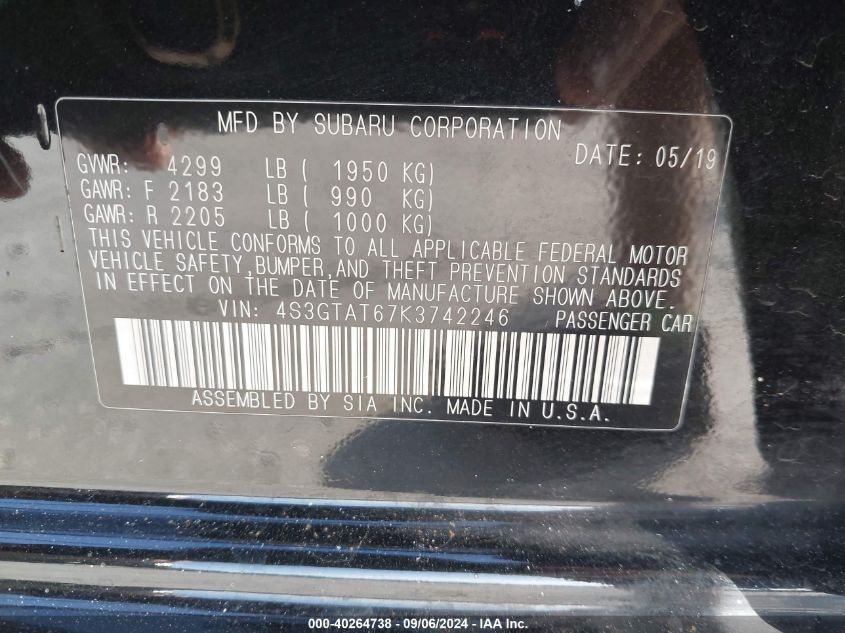 MFD BY SUBARU CORPORATION
DATE: 05/19
GVWR: 4299 LB ( 1950 KG)
GAWR: F 2183 LB ( 990 KG)
GAWR: R 2205 LB ( 1000 KG)
THIS VEHICLE CONFORMS TO ALL APPLICABLE FEDERAL MOTOR
VEHICLE SAFETY,BUMPER,AND THEFT PREVENTION STANDARDS
IN EFFECT ON THE DATE OF MANUFACTURE SHOWN ABOVE.
VIN: 4S3GTAT67K3742246 PASSENGER CAR
ASSEMBLED BY SIA INC. MADE IN U.S.A.
000-40264738 - 09/06/2024 - IAA Inc.